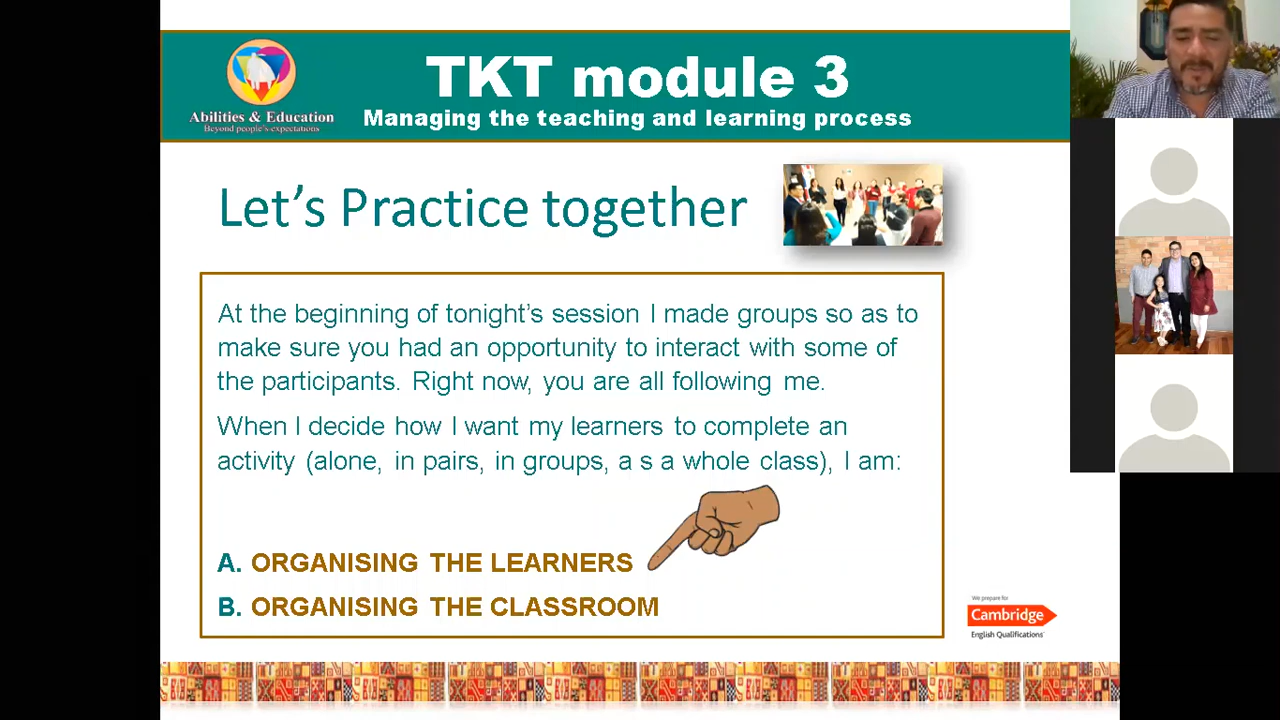 TKT module 3
Abilities & Education
Beyond people's expectations
Managing the teaching and learning process
Let's Practice together
At the beginning of tonight's session I made groups so as to
make sure you had an opportunity to interact with some of
the participants. Right now, you are all following me.
When I decide how I want my learners to complete an
activity (alone, in pairs, in groups, a s a whole class), I am:
A. ORGANISING THE LEARNERS
B. ORGANISING THE CLASSROOM
We prepare for
Cambridge
English Qualifications